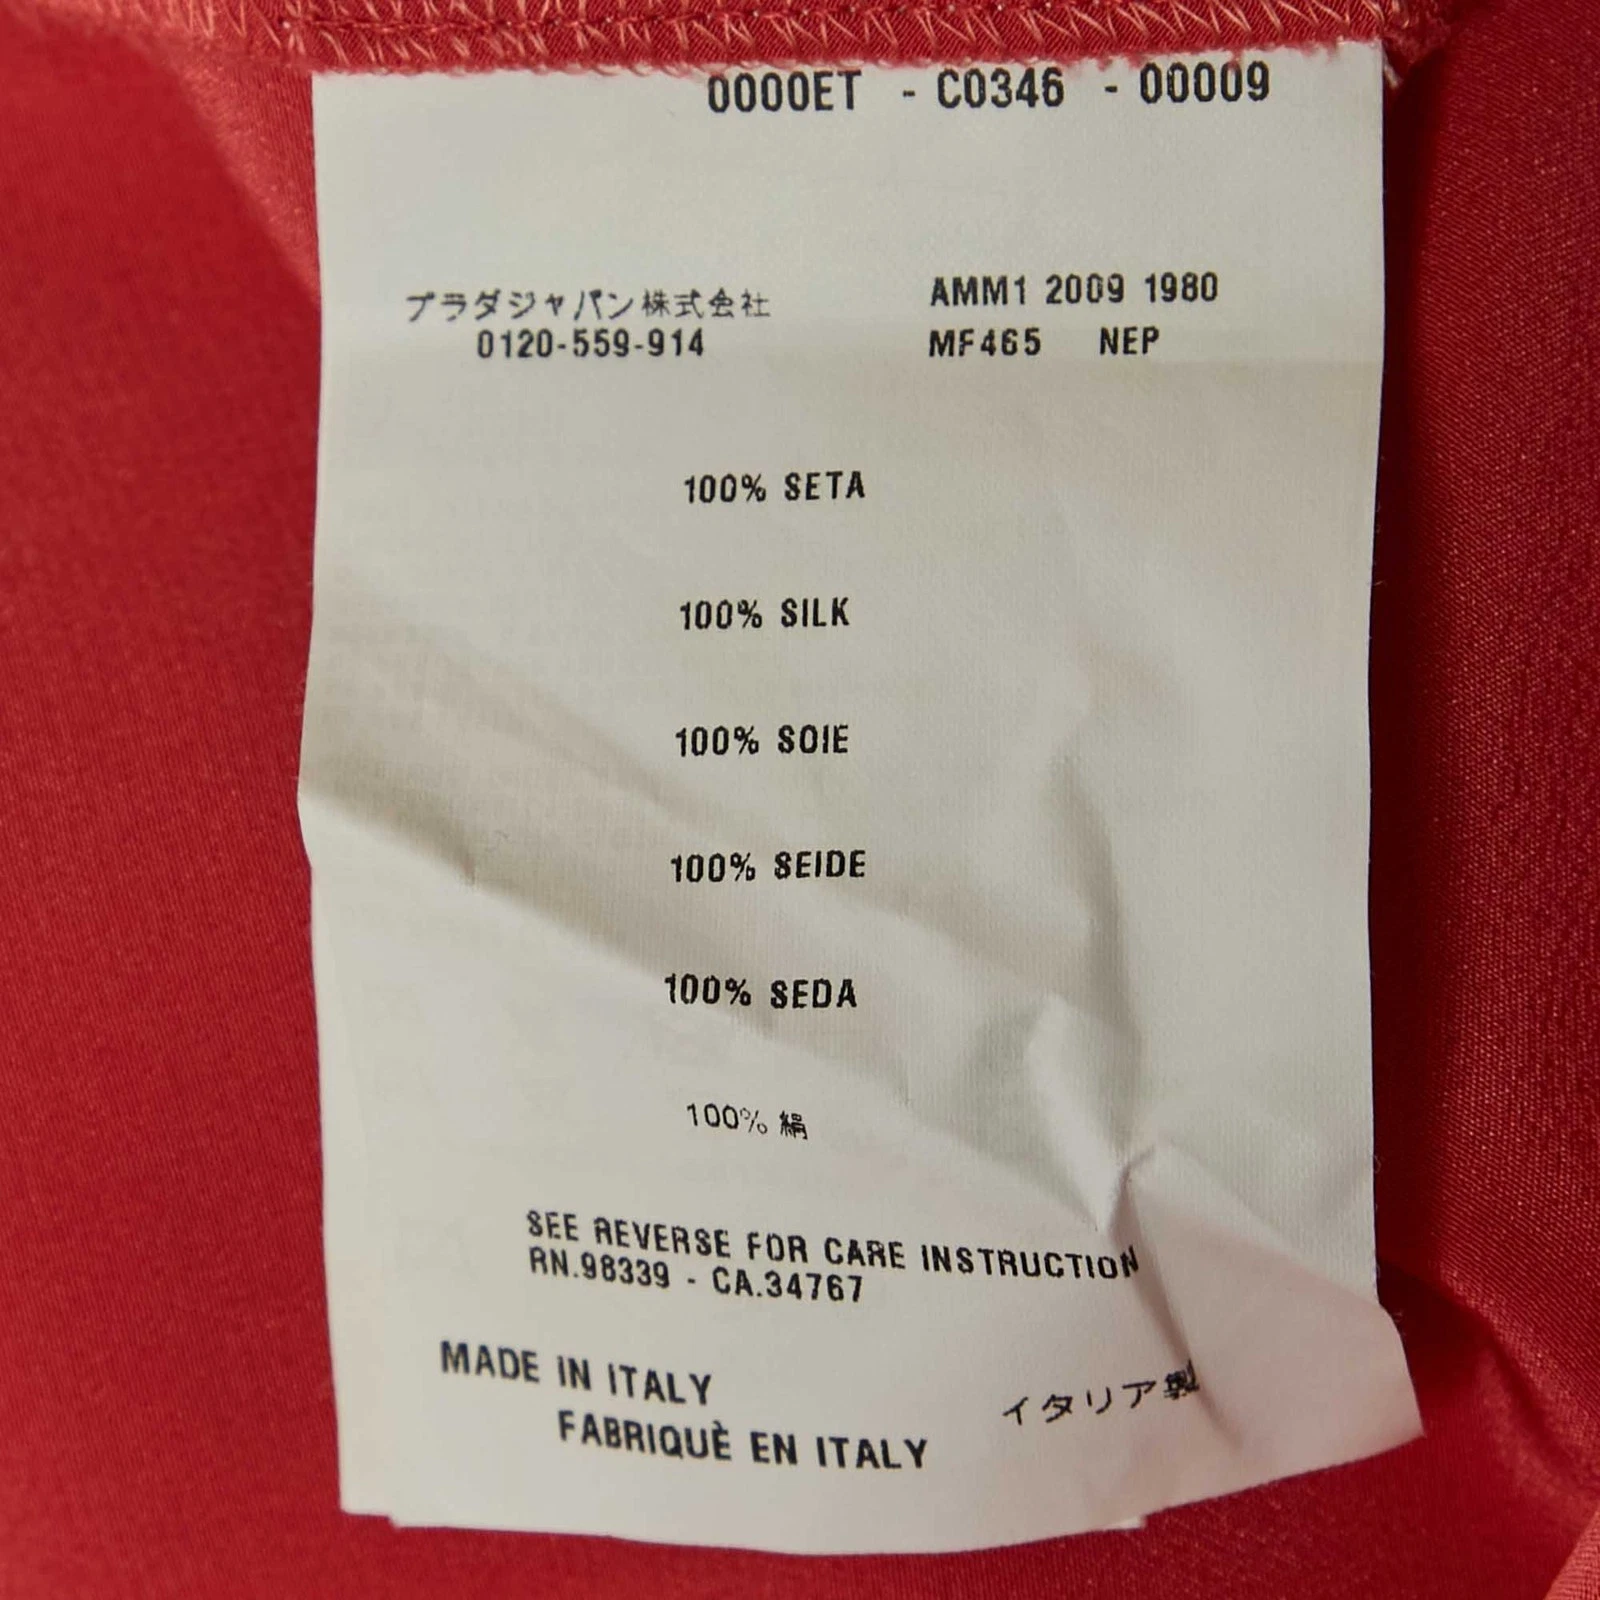 0000ET - C0346 - 00009
プラダジャパン株式会社
0120-559-914
AMM1 2009 1980
MF465 NEP
100% SETA
100% SILK
100% SOIE
100% SEIDE
100% SEDA
100% 絹
SEE REVERSE FOR CARE INSTRUCTION
RN.98339 - CA.34767
MADE IN ITALY
FABRIQUÈ EN ITALY
イタリア製